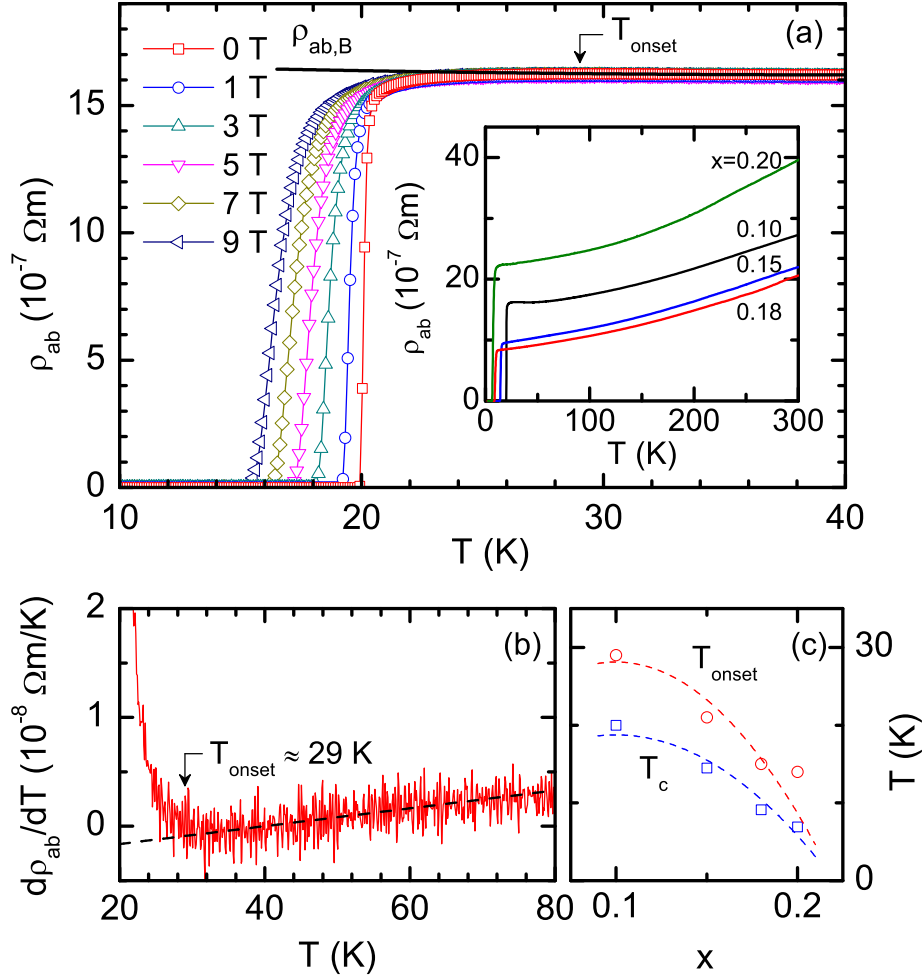 ρab,B
Tonset
(a)
0 T
1 T
3 T
5 T
7 T
9 T
ρab (10⁻⁷ Ωm)
15
10
5
0
10 20 30 40
T (K)
ρab (10⁻⁷ Ωm)
40
20
0
x=0.20
0.10
0.15
0.18
0 100 200 300
T (K)
dρab/dT (10⁻⁸ Ωm/K)
2
1
0
(b)
Tonset ≈ 29 K
20 40 60 80
T (K)
(c)
Tonset
Tc
30
0
T (K)
0.1 0.2
x